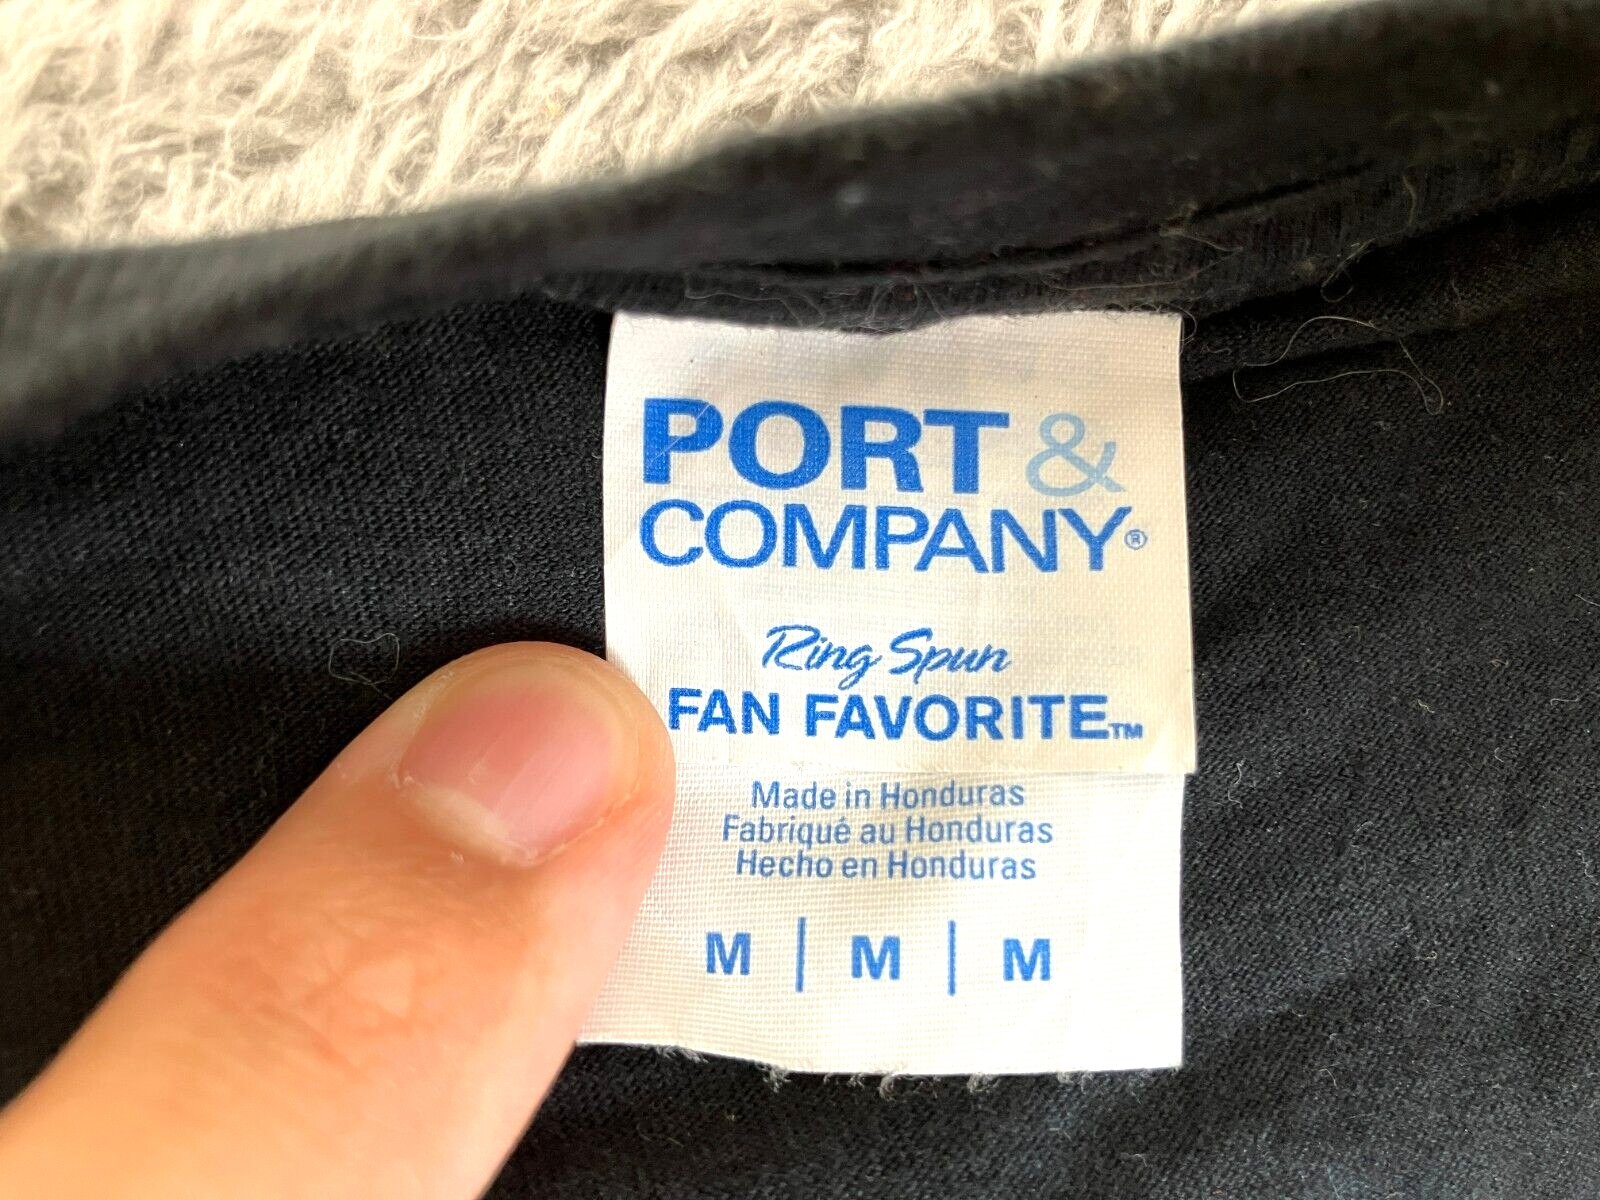 PORT &
COMPANY®
Ring Spun
FAN FAVORITE™
Made in Honduras
Fabriqué au Honduras
Hecho en Honduras
M | M | M